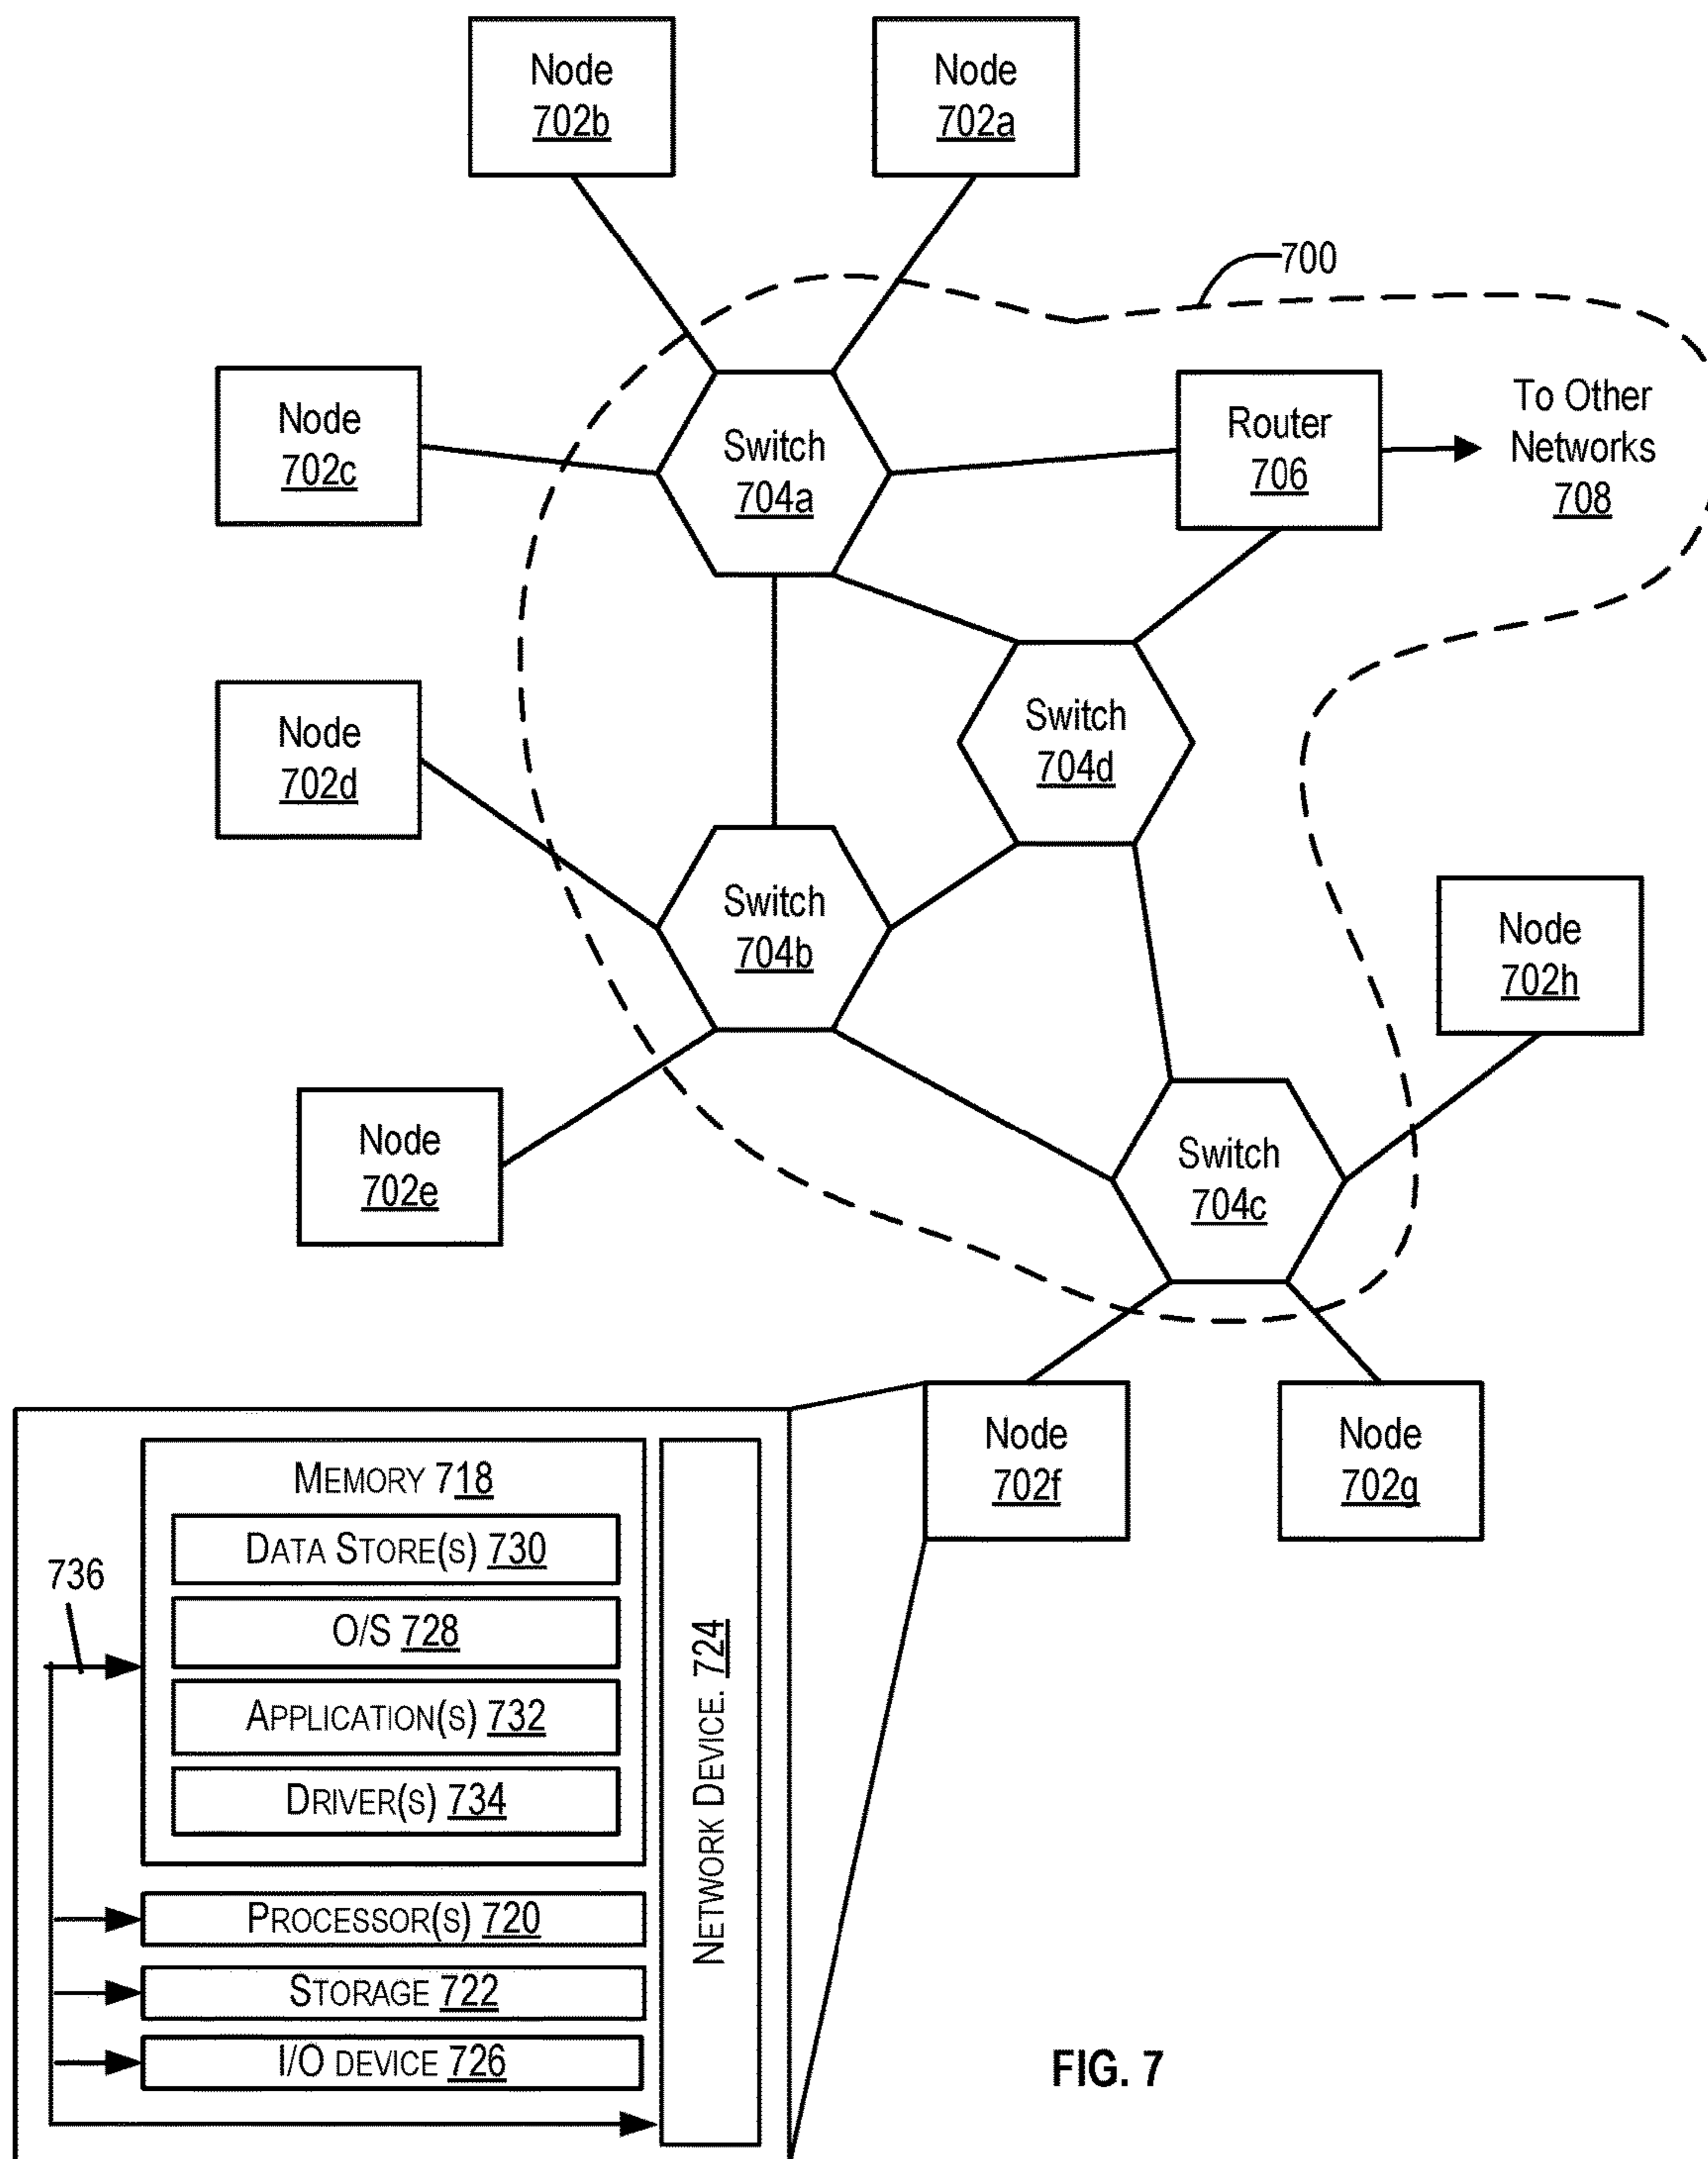 Node
702b
Node
702a
700
Node
702c
Switch
704a
Router
706
To Other
Networks
708
Node
702d
Switch
704d
Switch
704b
Node
702h
Node
702e
Switch
704c
Node
702f
Node
702g
MEMORY 718
DATA STORE(S) 730
736
O/S 728
APPLICATION(S) 732
DRIVER(S) 734
NETWORK DEVICE. 724
PROCESSOR(S) 720
STORAGE 722
I/O DEVICE 726
FIG. 7